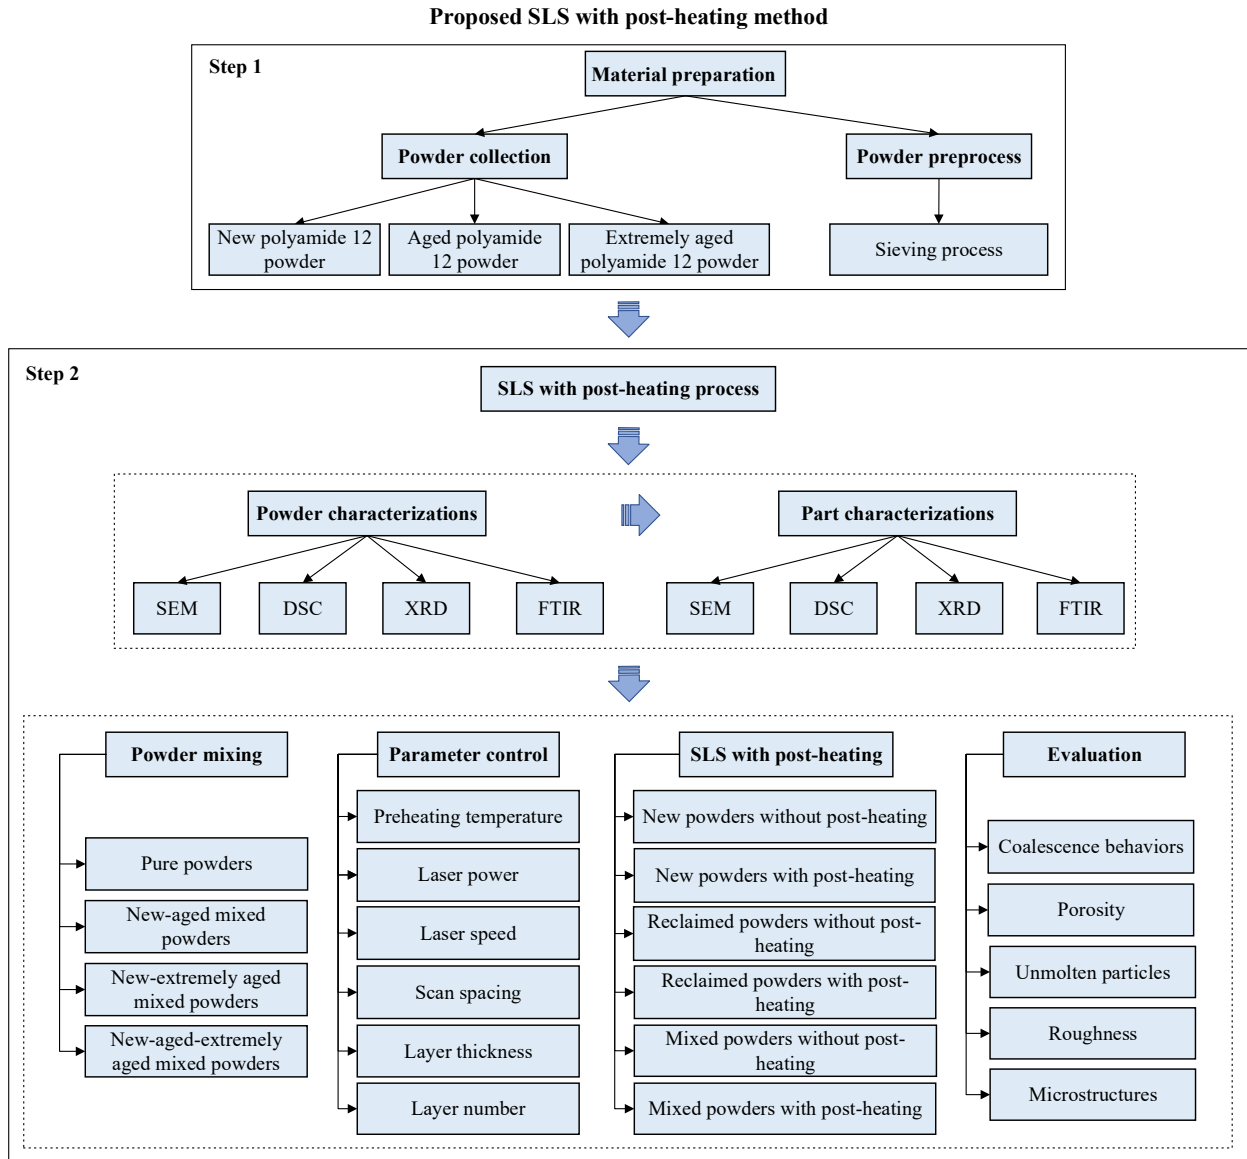 Proposed SLS with post-heating method
Step 1
Material preparation
Powder collection
Powder preprocess
New polyamide 12
powder
Aged polyamide
12 powder
Extremely aged
polyamide 12 powder
Sieving process
Step 2
SLS with post-heating process
Powder characterizations
Part characterizations
SEM
DSC
XRD
FTIR
SEM
DSC
XRD
FTIR
Powder mixing
Pure powders
New-aged mixed
powders
New-extremely aged
mixed powders
New-aged-extremely
aged mixed powders
Parameter control
Preheating temperature
Laser power
Laser speed
Scan spacing
Layer thickness
Layer number
SLS with post-heating
New powders without post-heating
New powders with post-heating
Reclaimed powders without post-
heating
Reclaimed powders with post-
heating
Mixed powders without post-
heating
Mixed powders with post-heating
Evaluation
Coalescence behaviors
Porosity
Unmolten particles
Roughness
Microstructures